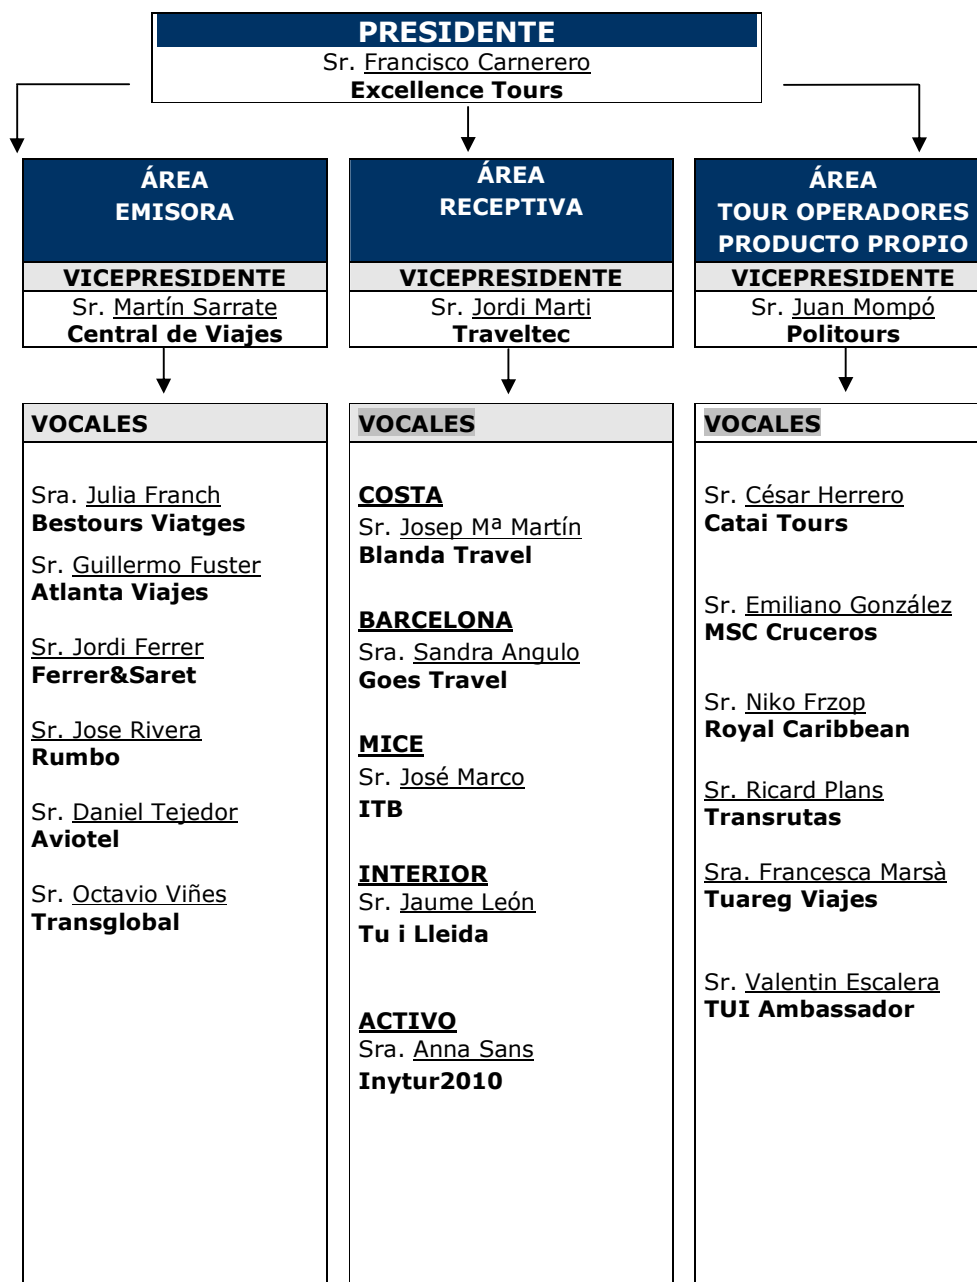 PRESIDENTE
Sr. Francisco Carnerero
Excellence Tours
ÁREA
EMISORA
VICEPRESIDENTE
Sr. Martín Sarrate
Central de Viajes
VOCALES
Sra. Julia Franch
Bestours Viatges
Sr. Guillermo Fuster
Atlanta Viajes
Sr. Jordi Ferrer
Ferrer&Saret
Sr. Jose Rivera
Rumbo
Sr. Daniel Tejedor
Aviotel
Sr. Octavio Viñes
Transglobal
ÁREA
RECEPTIVA
VICEPRESIDENTE
Sr. Jordi Marti
Traveltec
VOCALES
COSTA
Sr. Josep Mª Martín
Blanda Travel
BARCELONA
Sra. Sandra Angulo
Goes Travel
MICE
Sr. José Marco
ITB
INTERIOR
Sr. Jaume León
Tu i Lleida
ACTIVO
Sra. Anna Sans
Inytur2010
ÁREA
TOUR OPERADORES
PRODUCTO PROPIO
VICEPRESIDENTE
Sr. Juan Mompó
Politours
VOCALES
Sr. César Herrero
Catai Tours
Sr. Emiliano González
MSC Cruceros
Sr. Niko Frzop
Royal Caribbean
Sr. Ricard Plans
Transrutas
Sra. Francesca Marsà
Tuareg Viajes
Sr. Valentin Escalera
TUI Ambassador